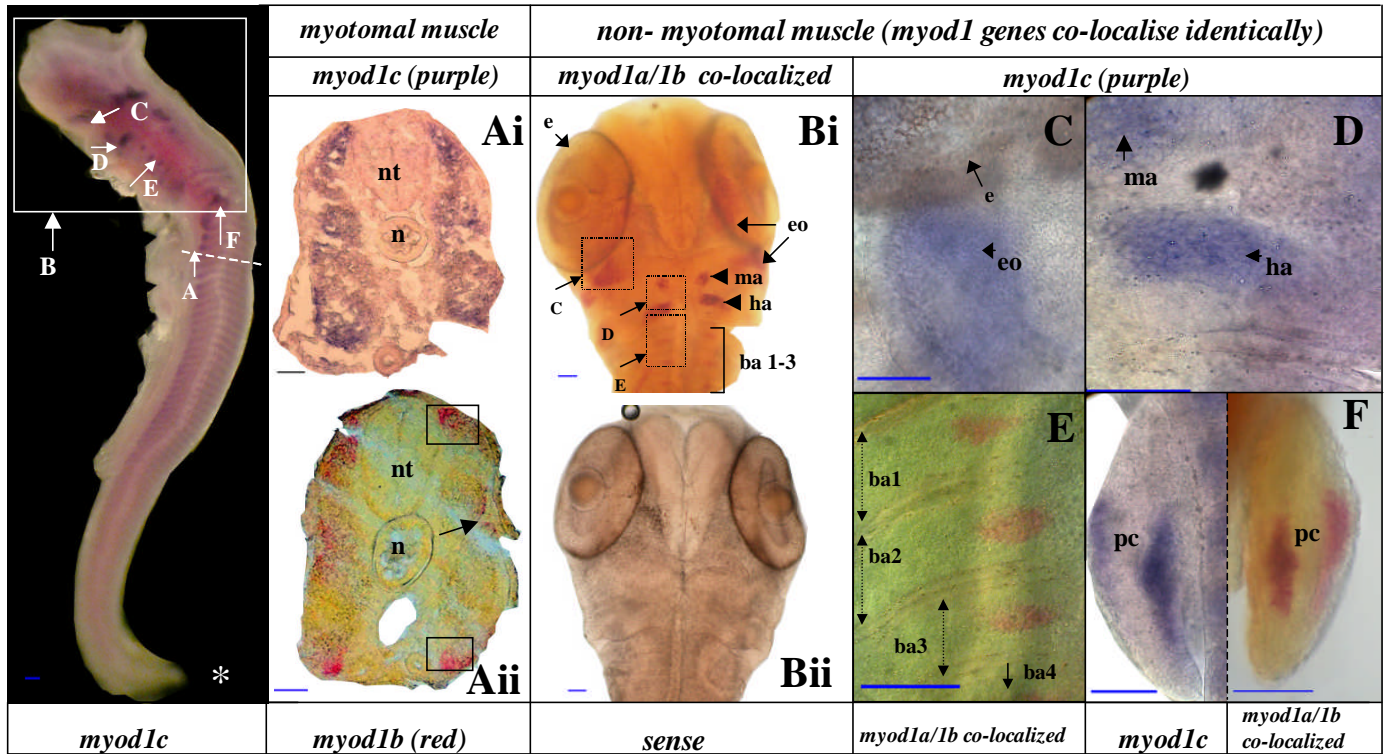 myotomal muscle
non- myotomal muscle (myod1 genes co-localise identically)
myod1c (purple)
myod1a/1b co-localized
myod1c (purple)
C
D
E
F
B
A
Ai
nt
n
Aii
nt
n
Bi
e
eo
ma
ha
C
D
E
ba 1-3
Bii
C
e
eo
D
ma
ha
E
ba1
ba2
ba3
ba4
F
pc
pc
*
myod1c
myod1b (red)
sense
myod1a/1b co-localized
myod1c
myod1a/1b
co-localized